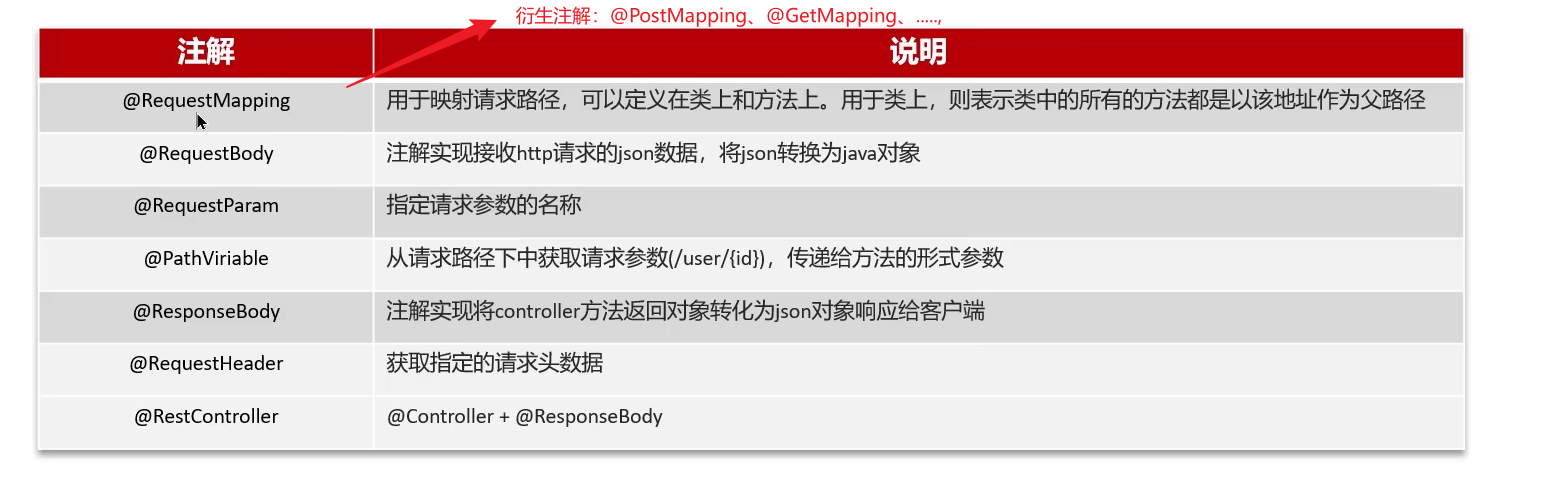 衍生注解：@PostMapping、@GetMapping、.....,
注解 说明
@RequestMapping 用于映射请求路径，可以定义在类上和方法上。用于类上，则表示类中的所有的方法都是以该地址作为父路径
@RequestBody 注解实现接收http请求的json数据，将json转换为java对象
@RequestParam 指定请求参数的名称
@PathViriable 从请求路径下中获取请求参数(/user/{id})，传递给方法的形式参数
@ResponseBody 注解实现将controller方法返回对象转化为json对象响应给客户端
@RequestHeader 获取指定的请求头数据
@RestController @Controller + @ResponseBody